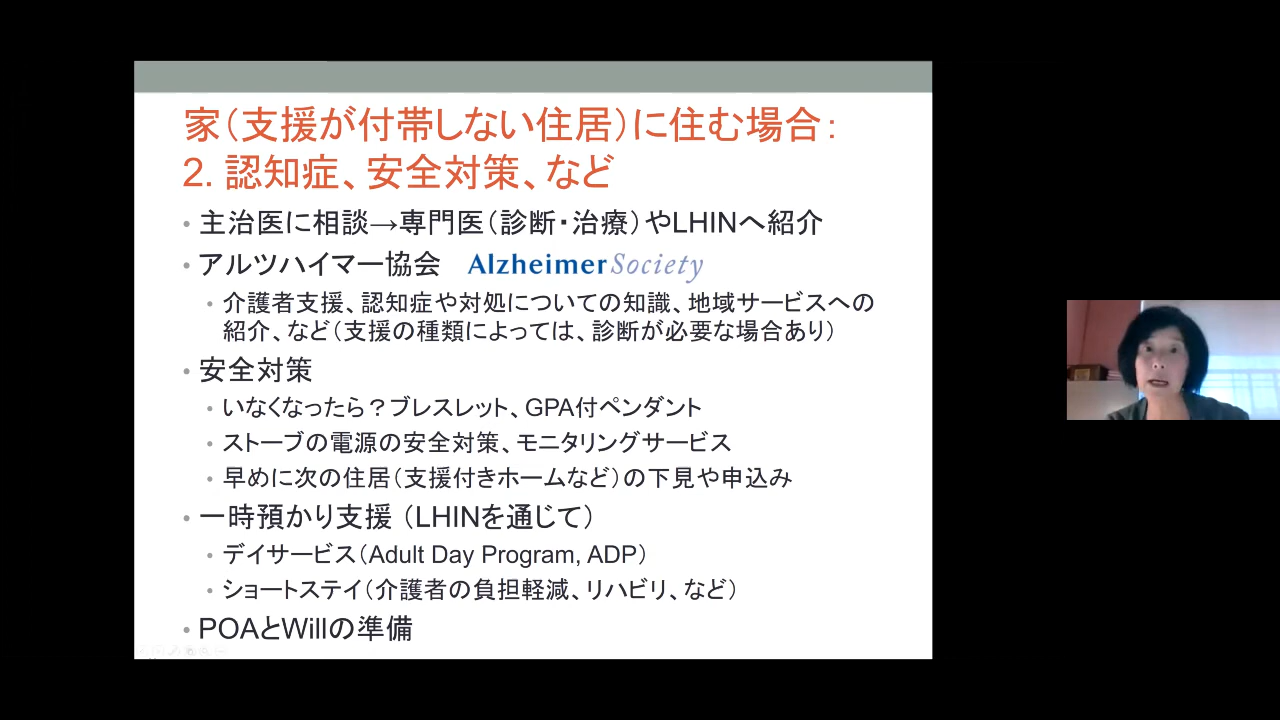 家（支援が付帯しない住居）に住む場合：
2. 認知症、安全対策、など
• 主治医に相談→専門医（診断・治療）やLHINへ紹介
• アルツハイマー協会 AlzheimerSociety
• 介護者支援、認知症や対処についての知識、地域サービスへの
紹介、など（支援の種類によっては、診断が必要な場合あり）
• 安全対策
• いなくなったら？ブレスレット、GPA付ペンダント
• ストーブの電源の安全対策、モニタリングサービス
• 早めに次の住居（支援付きホームなど）の下見や申込み
• 一時預かり支援（LHINを通じて）
• デイサービス（Adult Day Program, ADP）
• ショートステイ（介護者の負担軽減、リハビリ、など）
• POAとWillの準備